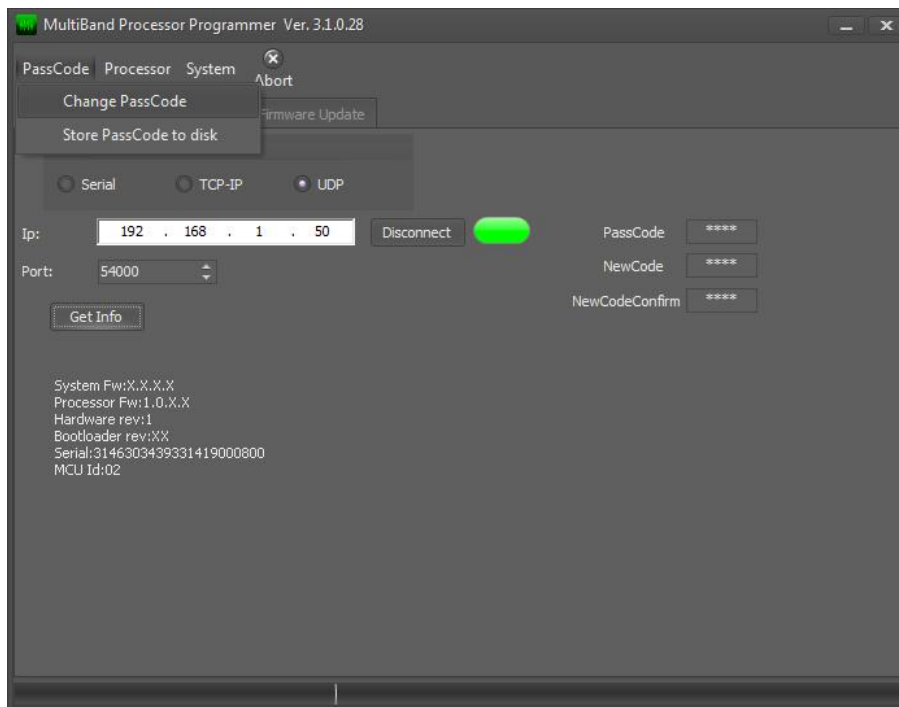 MultiBand Processor Programmer Ver. 3.1.0.28
PassCode Processor System Abort
Change PassCode
Firmware Update
Store PassCode to disk
Serial TCP-IP UDP
Ip: 192 . 168 . 1 . 50 Disconnect PassCode ****
Port: 54000 NewCode ****
NewCodeConfirm ****
Get Info
System Fw:X.X.X.X
Processor Fw:1.0.X.X
Hardware rev:1
Bootloader rev:XX
Serial:3146303439331419000800
MCU Id:02